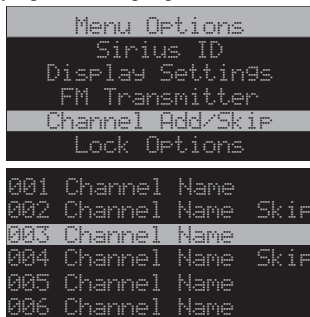 Menu Options
Sirius ID
Display Settings
FM Transmitter
Channel Add/Skip
Lock Options
001 Channel Name
002 Channel Name Skip
003 Channel Name
004 Channel Name Skip
005 Channel Name
006 Channel Name